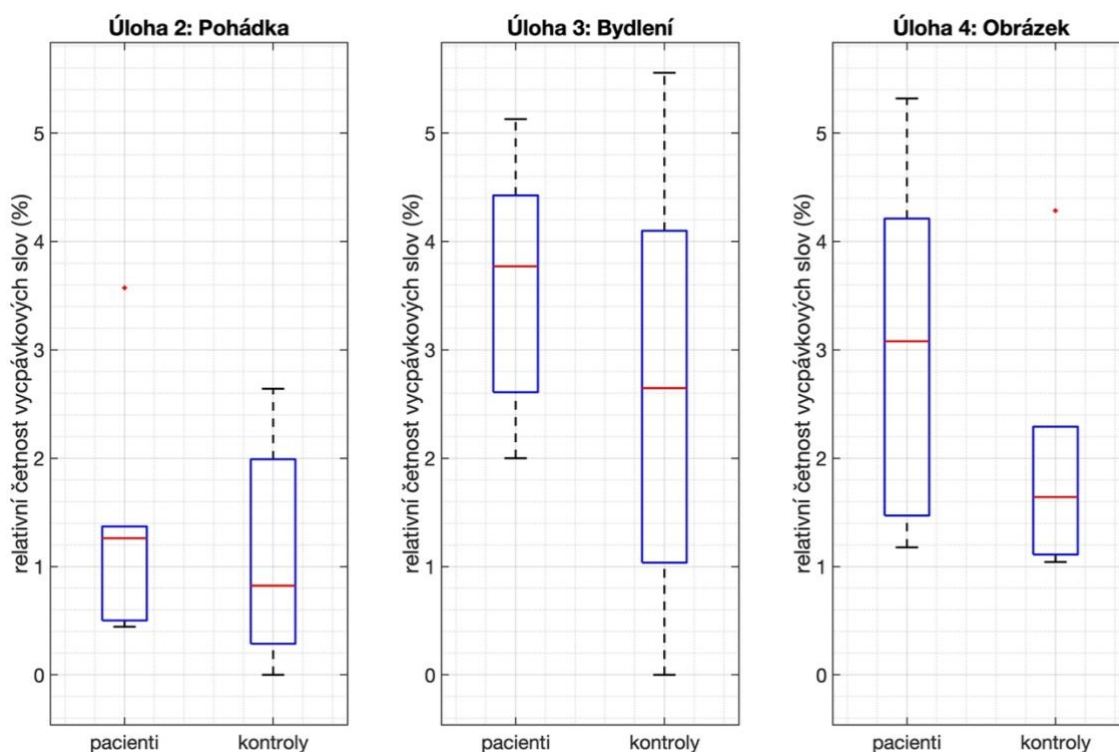 Úloha 2: Pohádka
relativní četnost vycpávkových slov (%)
5
4
3
2
1
0
pacienti kontroly
Úloha 3: Bydlení
relativní četnost vycpávkových slov (%)
5
4
3
2
1
0
pacienti kontroly
Úloha 4: Obrázek
relativní četnost vycpávkových slov (%)
5
4
3
2
1
0
pacienti kontroly